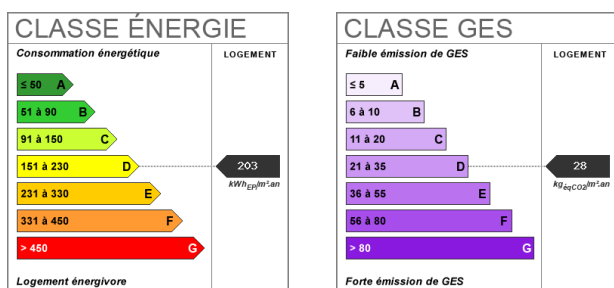 CLASSE ÉNERGIE
Consommation énergétique
LOGEMENT
≤ 50 A
51 à 90 B
91 à 150 C
151 à 230 D
203
kWhEP/m².an
231 à 330 E
331 à 450 F
> 450 G
Logement énergivore
CLASSE GES
Faible émission de GES
LOGEMENT
≤ 5 A
6 à 10 B
11 à 20 C
21 à 35 D
28
kgéqCO2/m².an
36 à 55 E
56 à 80 F
> 80 G
Forte émission de GES